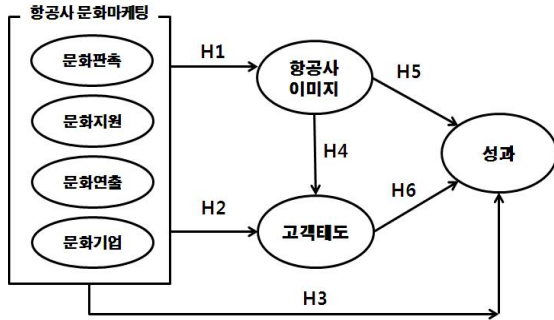 항공사 문화마케팅
문화판촉
문화지원
문화연출
문화기업
H1
H2
H3
항공사
이미지
H4
고객태도
H5
H6
성과